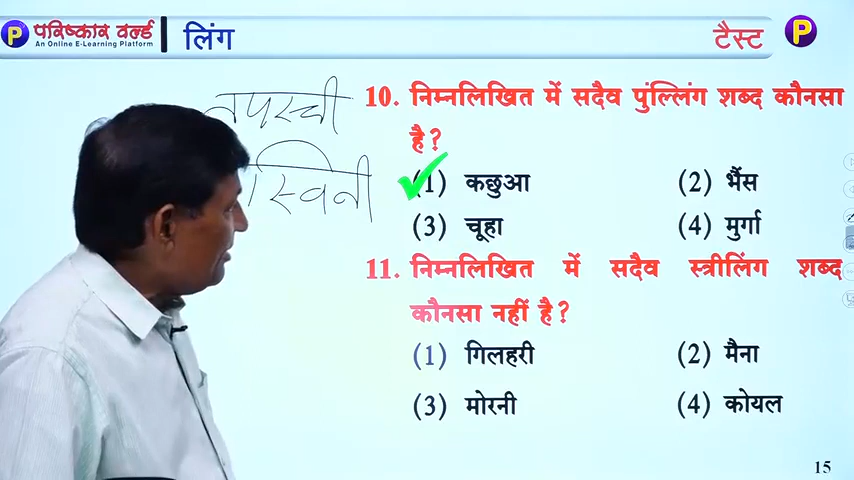 परिष्कार वर्ल्ड
An Online E-Learning Platform
लिंग
टैस्ट
P
P
तपस्वी
स्विनी
10. निम्नलिखित में सदैव पुंल्लिंग शब्द कौनसा
है?
(1) कछुआ (2) भैंस
(3) चूहा (4) मुर्गा
11. निम्नलिखित में सदैव स्त्रीलिंग शब्द
कौनसा नहीं है?
(1) गिलहरी (2) मैना
(3) मोरनी (4) कोयल
15